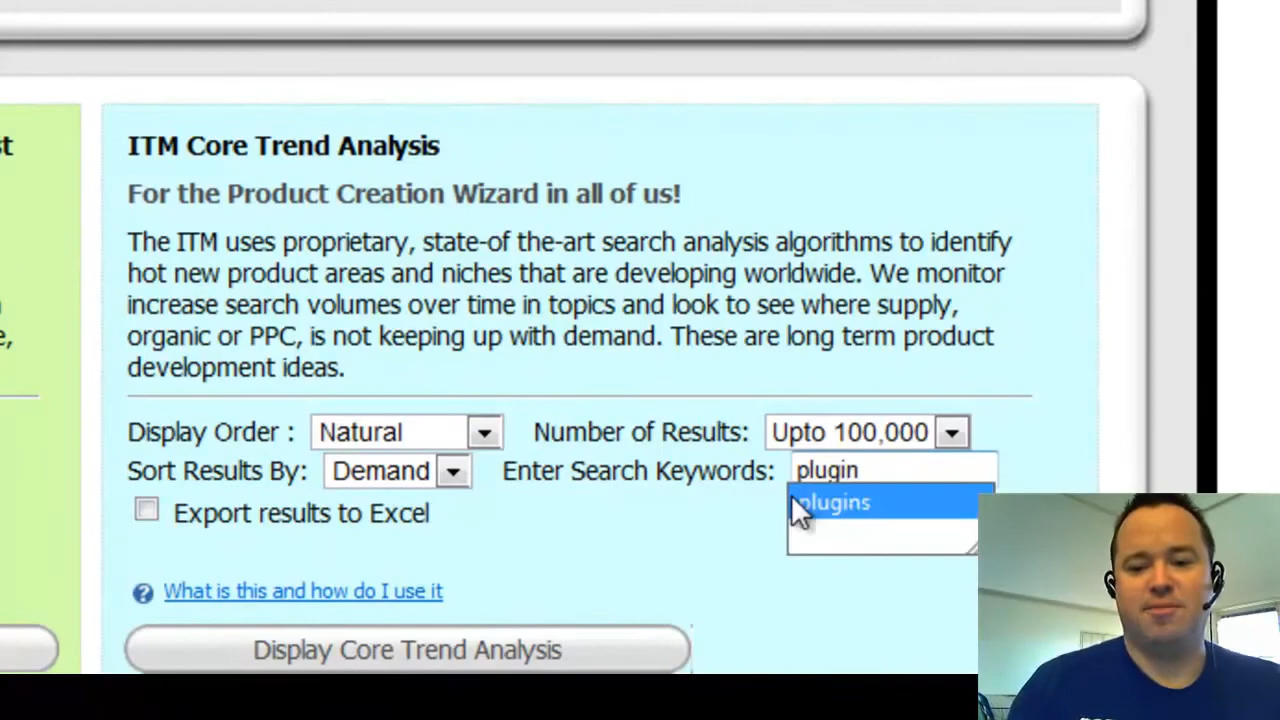 st
ITM Core Trend Analysis
For the Product Creation Wizard in all of us!
The ITM uses proprietary, state-of the-art search analysis algorithms to identify
hot new product areas and niches that are developing worldwide. We monitor
increase search volumes over time in topics and look to see where supply,
e, organic or PPC, is not keeping up with demand. These are long term product
development ideas.
Display Order : Natural Number of Results: Upto 100,000
Sort Results By: Demand Enter Search Keywords: plugin
plugins
Export results to Excel
? What is this and how do I use it
Display Core Trend Analysis